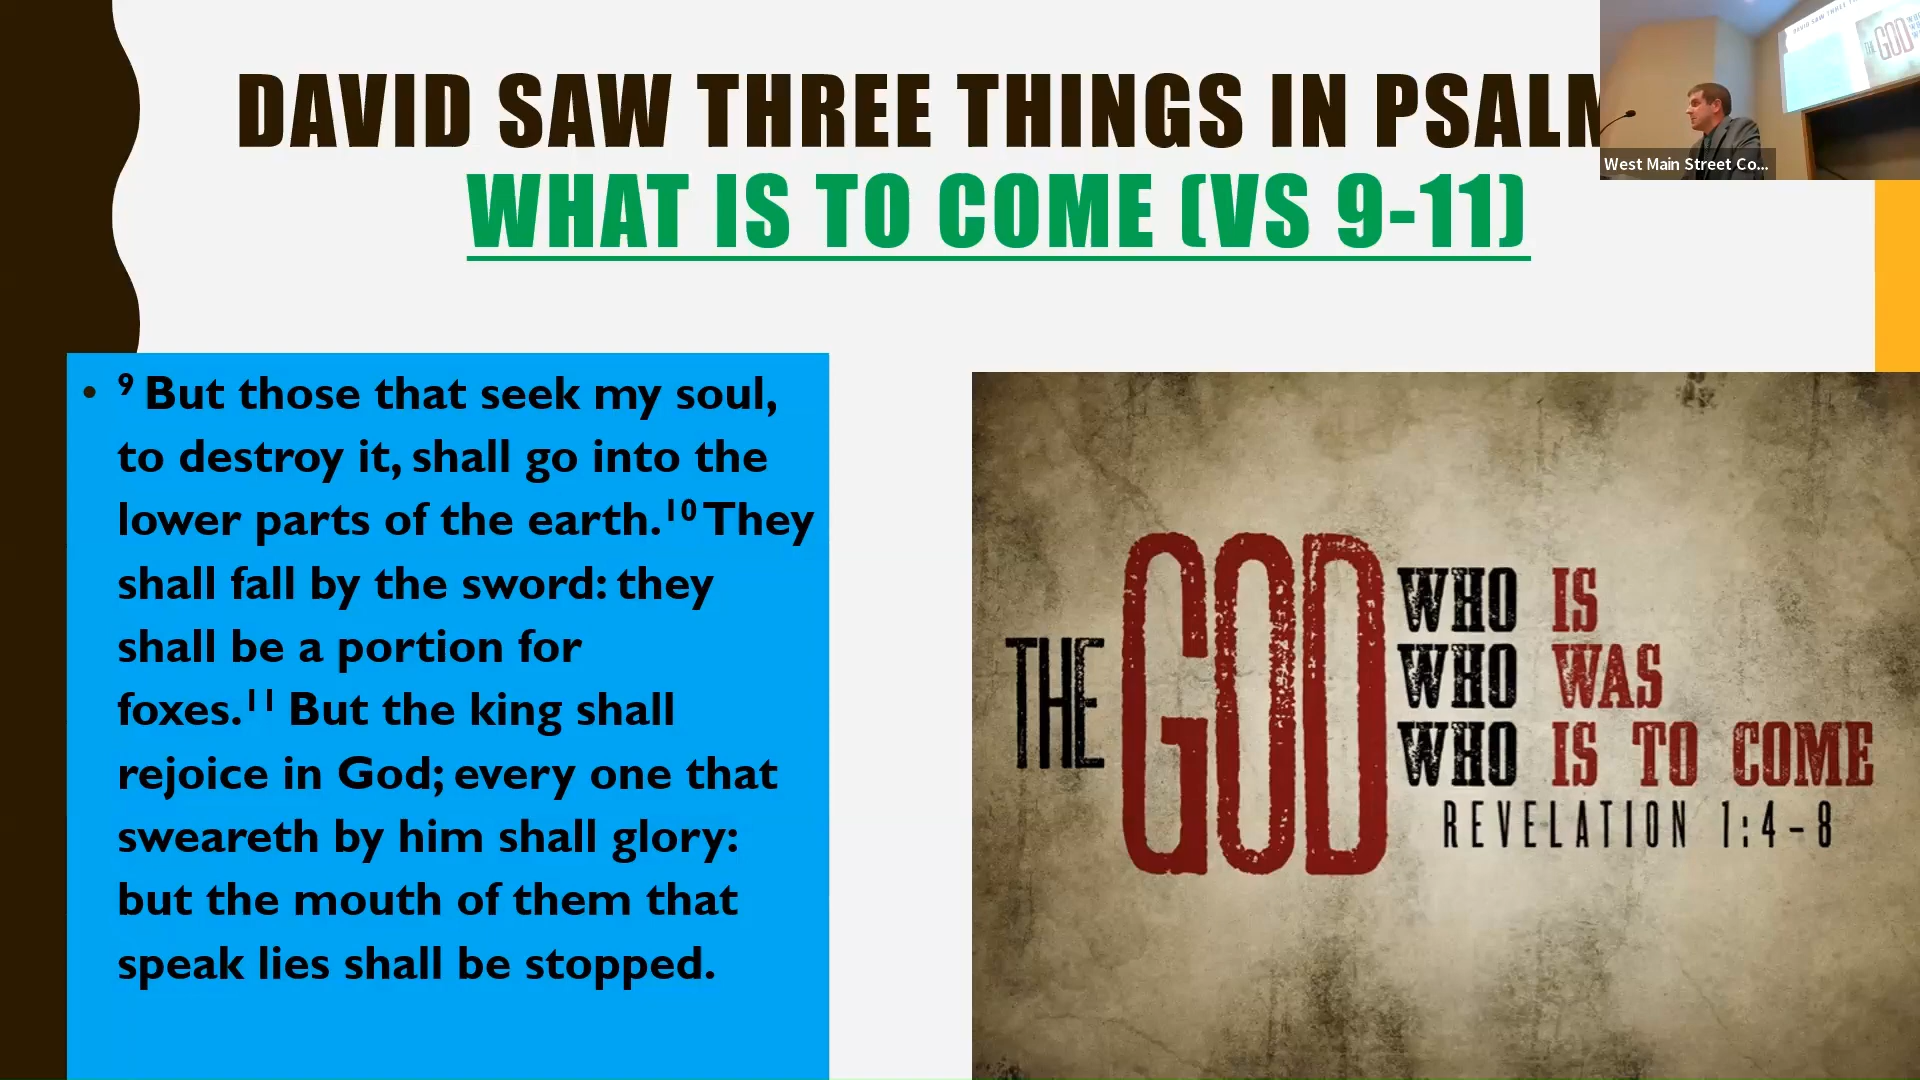 DAVID SAW THREE THINGS IN PSALM
WHAT IS TO COME (VS 9-11)
West Main Street Co...
• ⁹ But those that seek my soul,
to destroy it, shall go into the
lower parts of the earth.¹⁰ They
shall fall by the sword: they
shall be a portion for
foxes.¹¹ But the king shall
rejoice in God; every one that
sweareth by him shall glory:
but the mouth of them that
speak lies shall be stopped.
THE GOD
WHO IS
WHO WAS
WHO IS TO COME
REVELATION 1:4-8